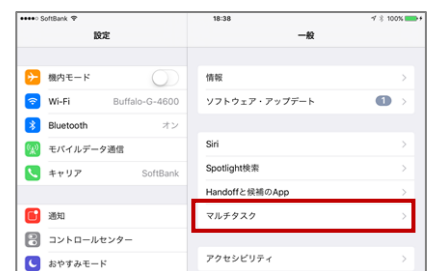 SoftBank 18:38 100%
設定
一般
機内モード
Wi-Fi Buffalo-G-4600
Bluetooth オン
モバイルデータ通信
キャリア SoftBank
通知
コントロールセンター
おやすみモード
情報
ソフトウェア・アップデート 1
Siri
Spotlight検索
Handoffと候補のApp
マルチタスク
アクセシビリティ